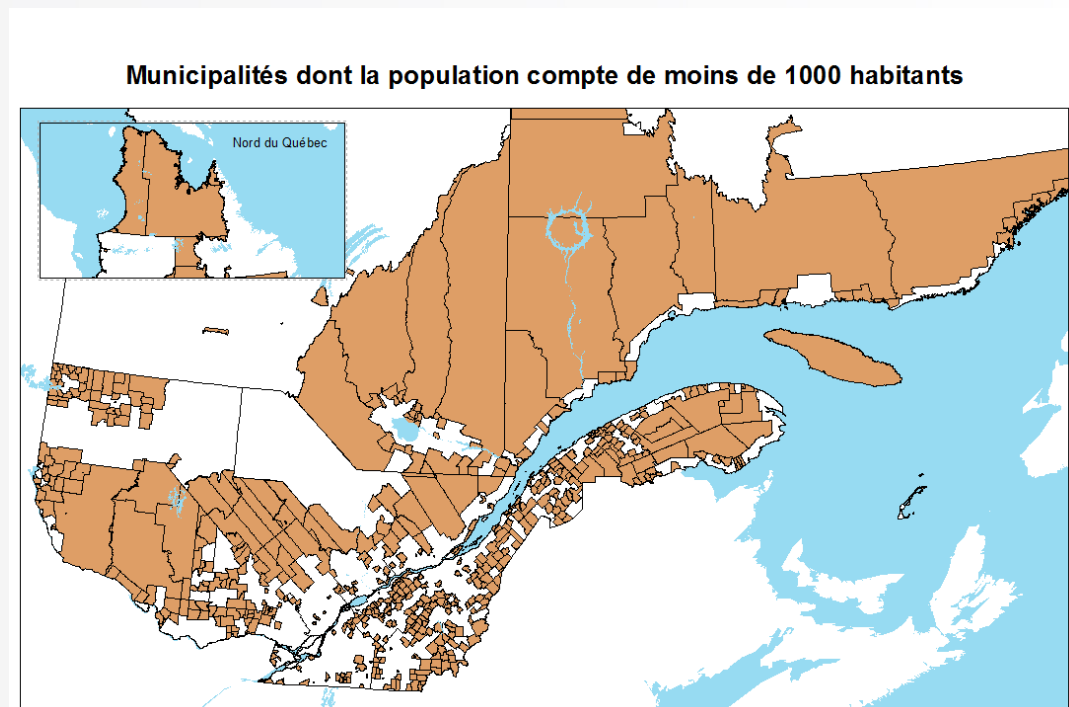 Municipalités dont la population compte de moins de 1000 habitants
Nord du Québec